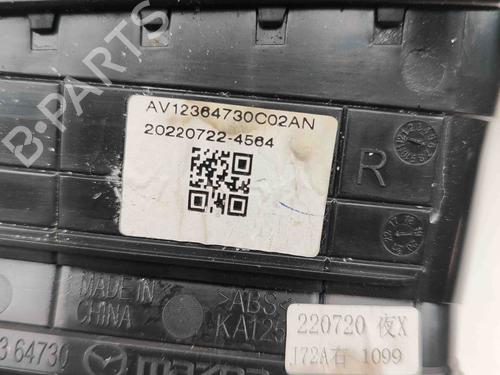 B-PARTS
AV12364730C02AN
20220722-4564
R
MADE IN
CHINA
>ABS<
KA125
220720 夜X
J72A右 1099
3 64730
mazda